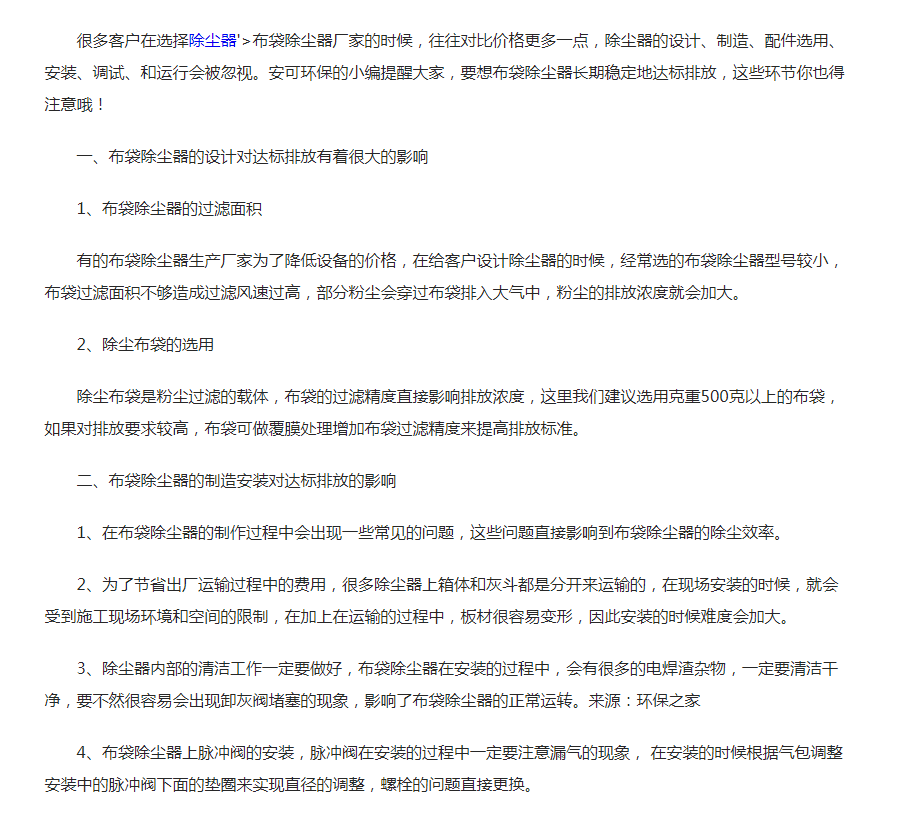 很多客户在选择除尘器'>布袋除尘器厂家的时候，往往对比价格更多一点，除尘器的设计、制造、配件选用、
安装、调试、和运行会被忽视。安可环保的小编提醒大家，要想布袋除尘器长期稳定地达标排放，这些环节你也得
注意哦！
一、布袋除尘器的设计对达标排放有着很大的影响
1、布袋除尘器的过滤面积
有的布袋除尘器生产厂家为了降低设备的价格，在给客户设计除尘器的时候，经常选的布袋除尘器型号较小，
布袋过滤面积不够造成过滤风速过高，部分粉尘会穿过布袋排入大气中，粉尘的排放浓度就会加大。
2、除尘布袋的选用
除尘布袋是粉尘过滤的载体，布袋的过滤精度直接影响排放浓度，这里我们建议选用克重500克以上的布袋，
如果对排放要求较高，布袋可做覆膜处理增加布袋过滤精度来提高排放标准。
二、布袋除尘器的制造安装对达标排放的影响
1、在布袋除尘器的制作过程中会出现一些常见的问题，这些问题直接影响到布袋除尘器的除尘效率。
2、为了节省出厂运输过程中的费用，很多除尘器上箱体和灰斗都是分开来运输的，在现场安装的时候，就会
受到施工现场环境和空间的限制，在加上在运输的过程中，板材很容易变形，因此安装的时候难度会加大。
3、除尘器内部的清洁工作一定要做好，布袋除尘器在安装的过程中，会有很多的电焊渣杂物，一定要清洁干
净，要不然很容易会出现卸灰阀堵塞的现象，影响了布袋除尘器的正常运转。来源：环保之家
4、布袋除尘器上脉冲阀的安装，脉冲阀在安装的过程中一定要注意漏气的现象， 在安装的时候根据气包调整
安装中的脉冲阀下面的垫圈来实现直径的调整，螺栓的问题直接更换。